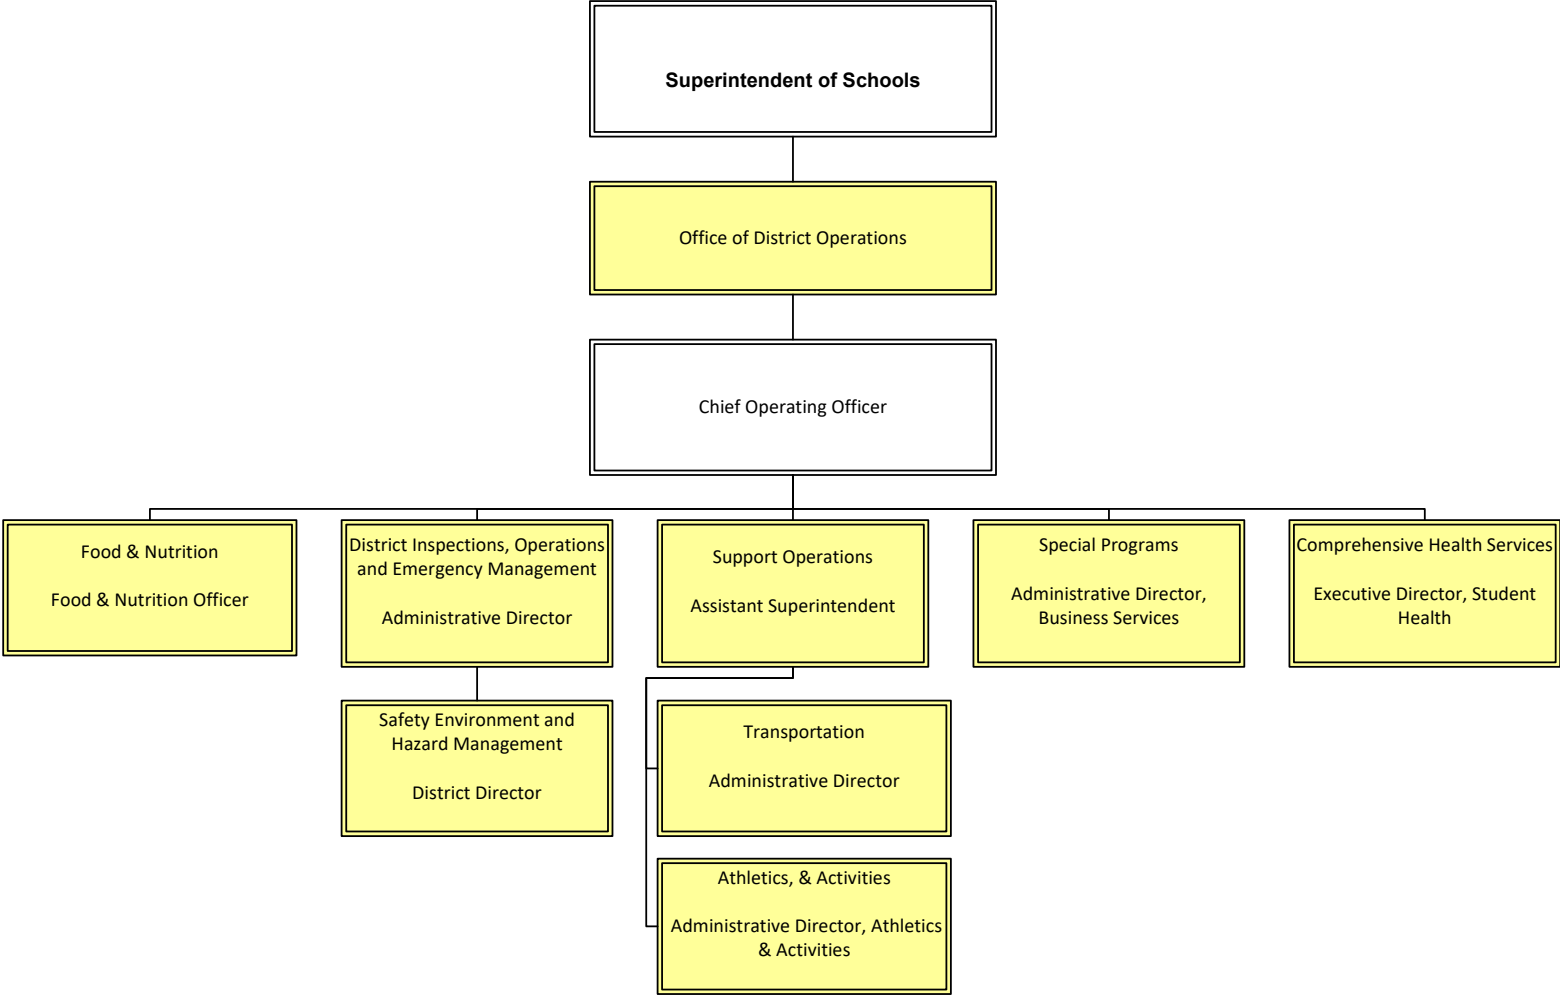 Superintendent of Schools
Office of District Operations
Chief Operating Officer
Food & Nutrition
Food & Nutrition Officer
District Inspections, Operations
and Emergency Management
Administrative Director
Support Operations
Assistant Superintendent
Special Programs
Administrative Director,
Business Services
Comprehensive Health Services
Executive Director, Student
Health
Safety Environment and
Hazard Management
District Director
Transportation
Administrative Director
Athletics, & Activities
Administrative Director, Athletics
& Activities